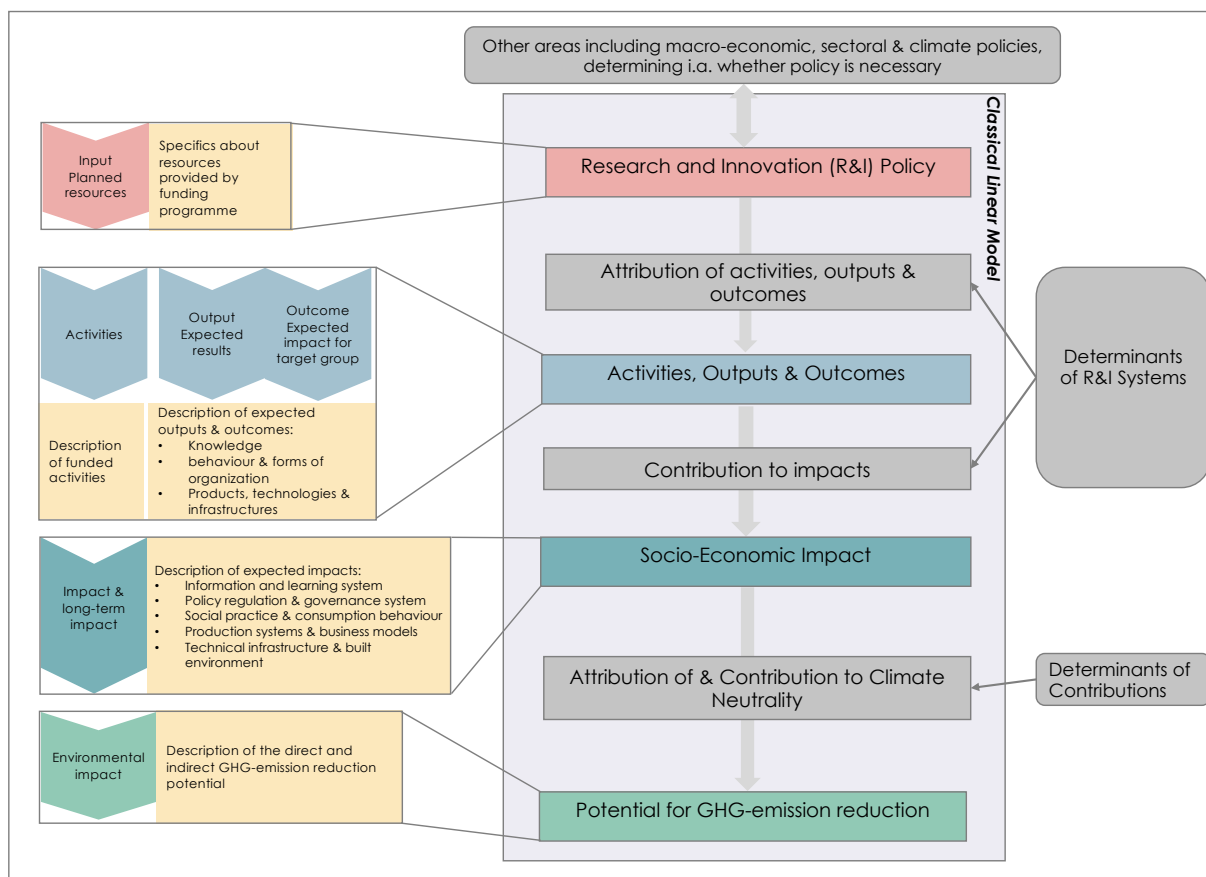 Other areas including macro-economic, sectoral & climate policies,
determining i.a. whether policy is necessary
Classical Linear Model
Input
Planned
resources
Specifics about
resources
provided by
funding
programme
Research and Innovation (R&I) Policy
Attribution of activities, outputs &
outcomes
Activities
Output
Expected
results
Outcome
Expected
impact for
target group
Activities, Outputs & Outcomes
Determinants
of R&I Systems
Description
of funded
activities
Description of expected
outputs & outcomes:
• Knowledge
• behaviour & forms of
organization
• Products, technologies &
infrastructures
Contribution to impacts
Socio-Economic Impact
Impact &
long-term
impact
Description of expected impacts:
• Information and learning system
• Policy regulation & governance system
• Social practice & consumption behaviour
• Production systems & business models
• Technical infrastructure & built
environment
Attribution of & Contribution to Climate
Neutrality
Determinants of
Contributions
Environmental
impact
Description of the direct and
indirect GHG-emission reduction
potential
Potential for GHG-emission reduction